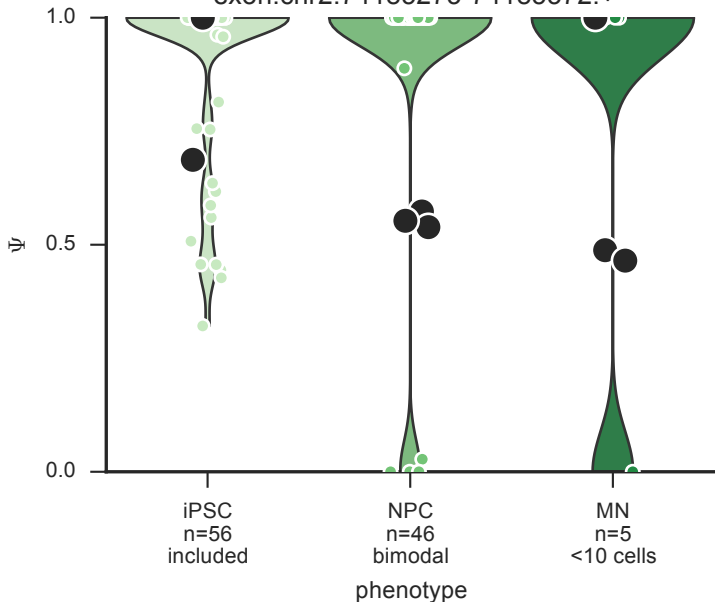 1.0
0.5
Ψ
0.0
iPSC
n=56
included
NPC
n=46
bimodal
MN
n=5
<10 cells
phenotype